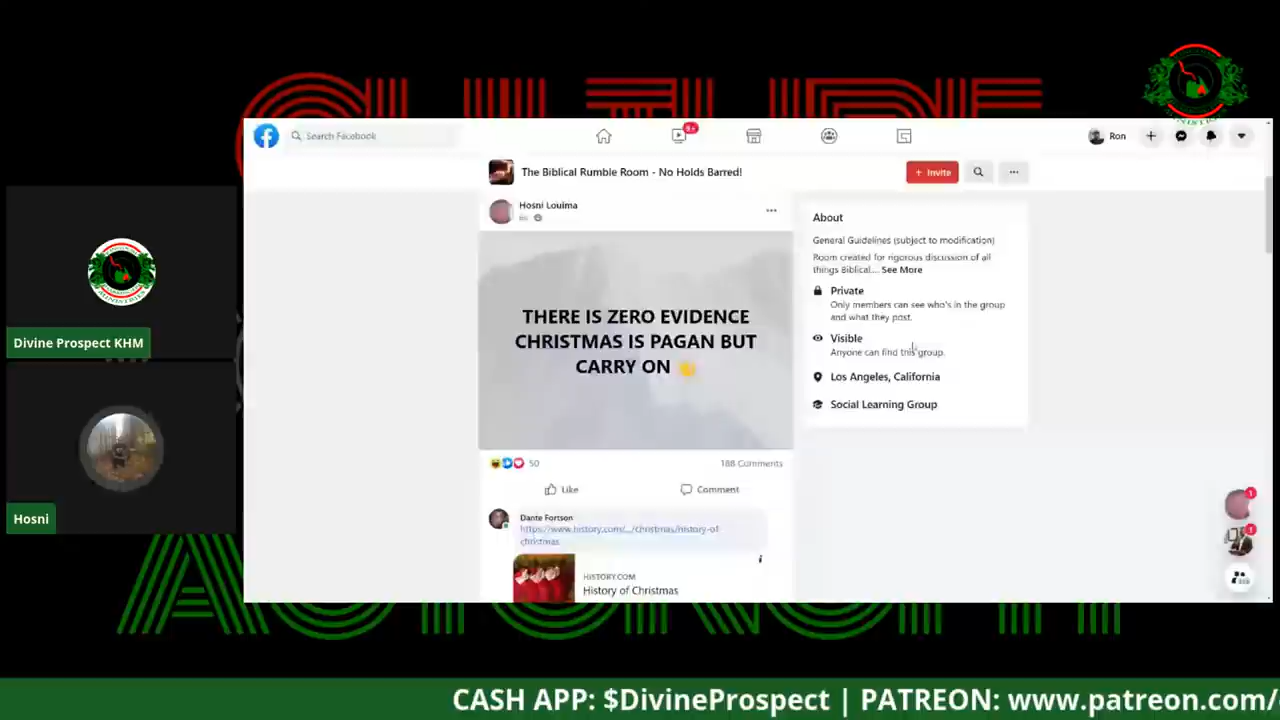 Search Facebook
9+
Ron
The Biblical Rumble Room - No Holds Barred!
+ Invite
Hosni Louima
About
General Guidelines (subject to modification)
Room created for rigorous discussion of all
things Biblical... See More
Private
Only members can see who's in the group
and what they post.
Visible
Anyone can find this group.
Los Angeles, California
Social Learning Group
THERE IS ZERO EVIDENCE
CHRISTMAS IS PAGAN BUT
CARRY ON
50
188 Comments
Like
Comment
Dante Fortson
https://www.history.com/.../christmas/history-of
christmas
HISTORY.COM
History of Christmas
1
1
Divine Prospect KHM
Hosni
CASH APP: $DivineProspect | PATREON: www.patreon.com/